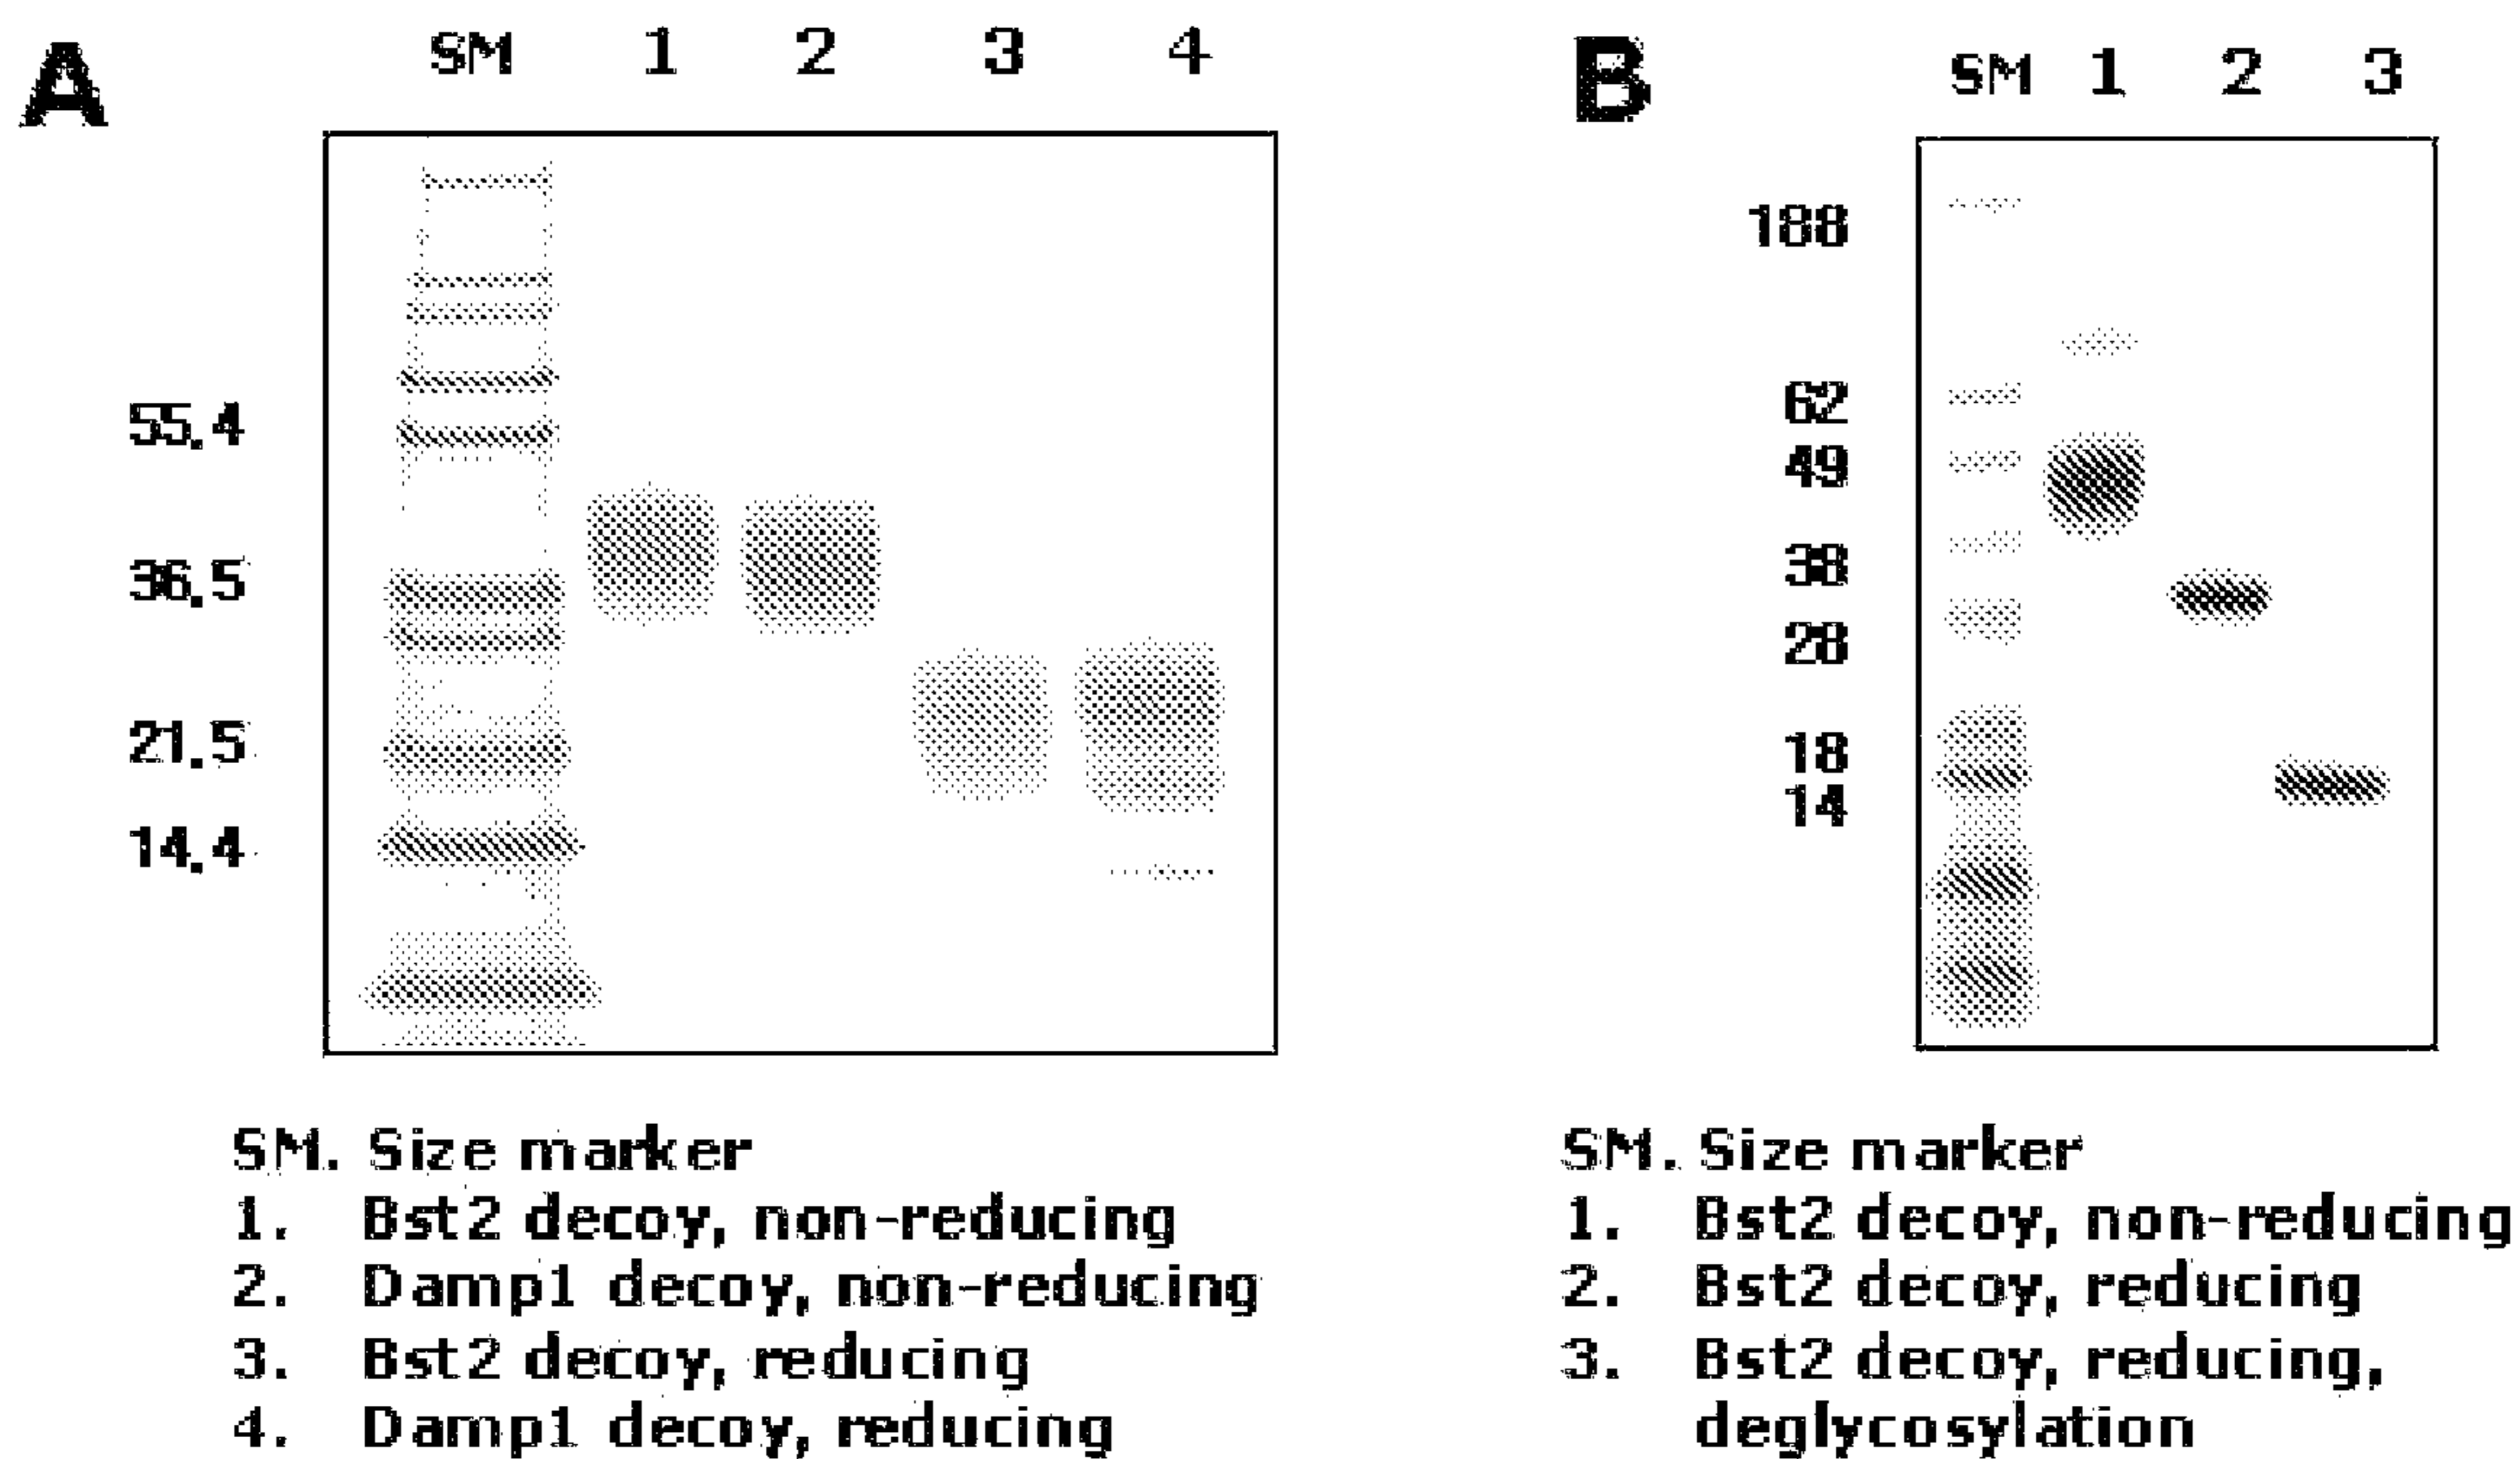 A
SM 1 2 3 4
55.4
36.5
21.5
14.4
SM. Size marker
1. Bst2 decoy, non-reducing
2. Damp1 decoy, non-reducing
3. Bst2 decoy, reducing
4. Damp1 decoy, reducing
B
SM 1 2 3
188
62
49
38
28
18
14
SM. Size marker
1. Bst2 decoy, non-reducing
2. Bst2 decoy, reducing
3. Bst2 decoy, reducing,
deglycosylation